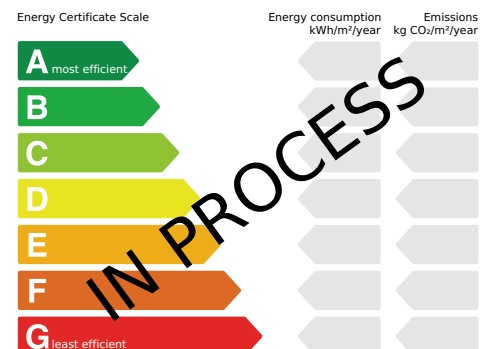 Energy Certificate Scale
Energy consumption
kWh/m²/year
Emissions
kg CO₂/m²/year
A most efficient
B
C
D
E
F
G least efficient
IN PROCESS